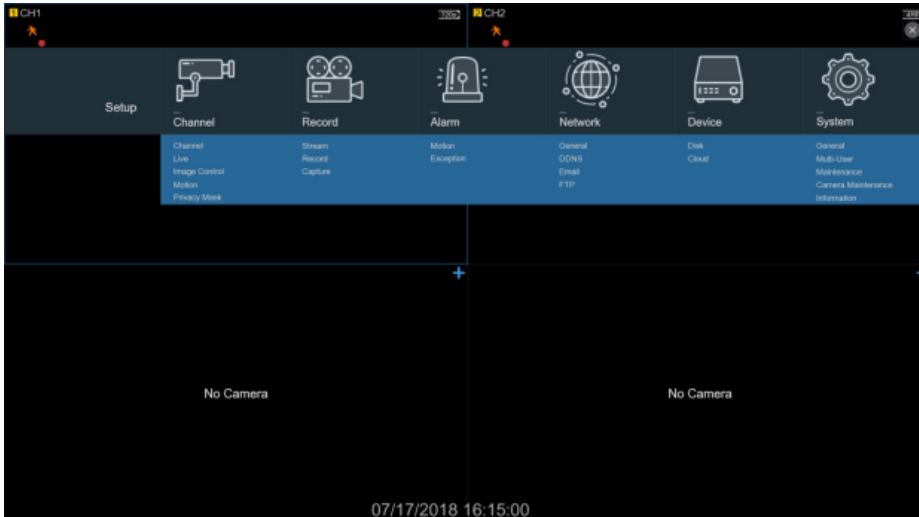 1 CH1
720p
2 CH2
Setup
Channel
Record
Alarm
Network
Device
System
Channel
Live
Image Control
Motion
Privacy Mask
Stream
Record
Capture
Motion
Exception
General
DDNS
Email
FTP
Disk
Cloud
General
Multi-User
Maintenance
Camera Maintenance
Information
No Camera
No Camera
07/17/2018 16:15:00